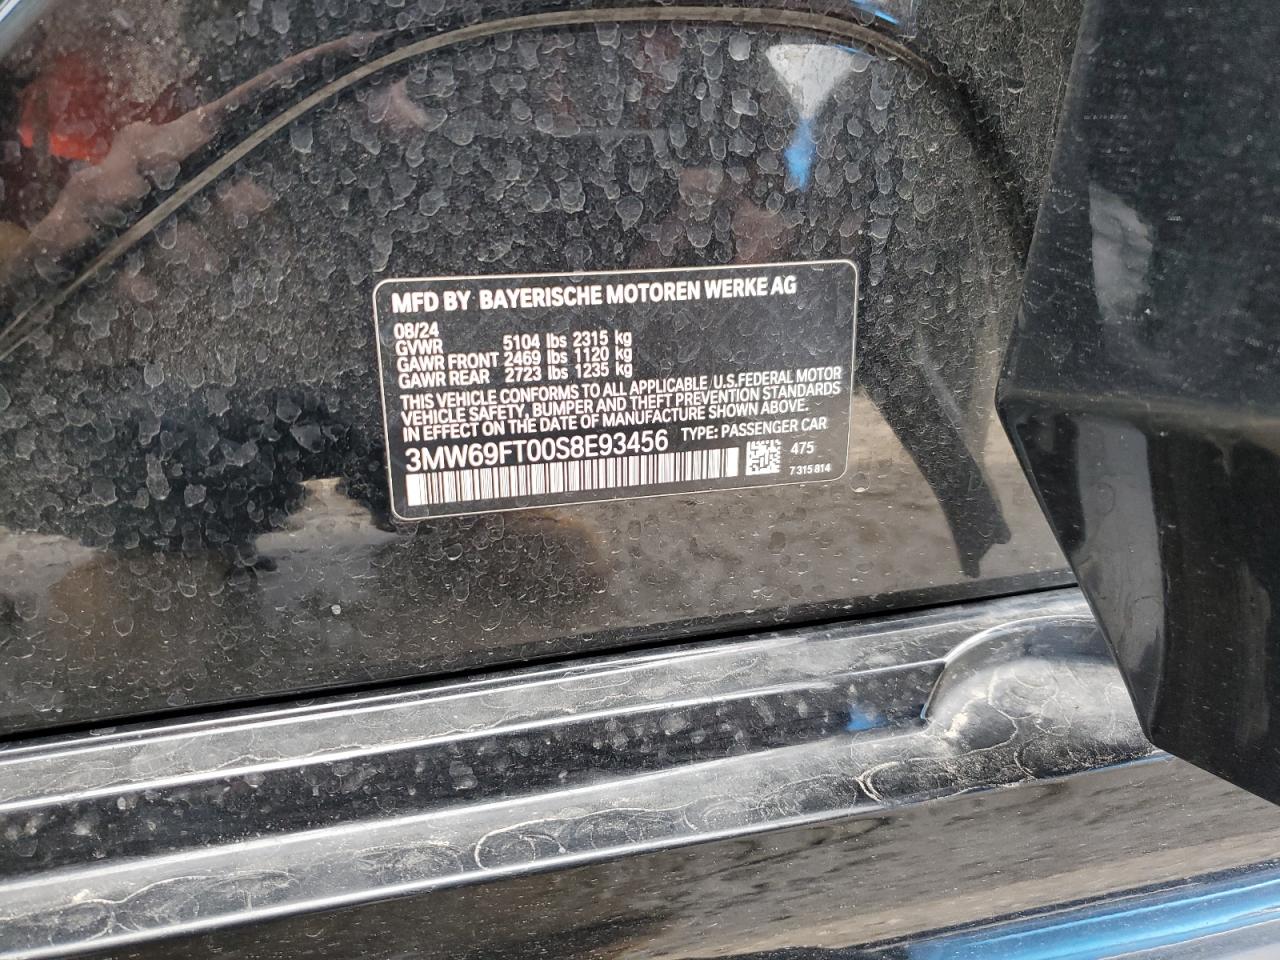 MFD BY BAYERISCHE MOTOREN WERKE AG
08/24
GVWR 5104 lbs 2315 kg
GAWR FRONT 2469 lbs 1120 kg
GAWR REAR 2723 lbs 1235 kg
THIS VEHICLE CONFORMS TO ALL APPLICABLE U.S.FEDERAL MOTOR
VEHICLE SAFETY, BUMPER AND THEFT PREVENTION STANDARDS
IN EFFECT ON THE DATE OF MANUFACTURE SHOWN ABOVE.
3MW69FT00S8E93456 TYPE: PASSENGER CAR
475
7 315 814